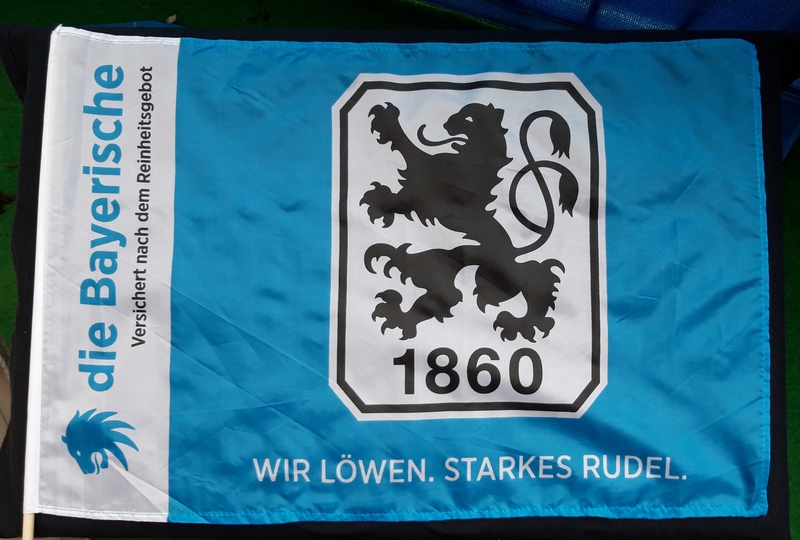 die Bayerische
Versichert nach dem Reinheitsgebot
1860
WIR LÖWEN. STARKES RUDEL.